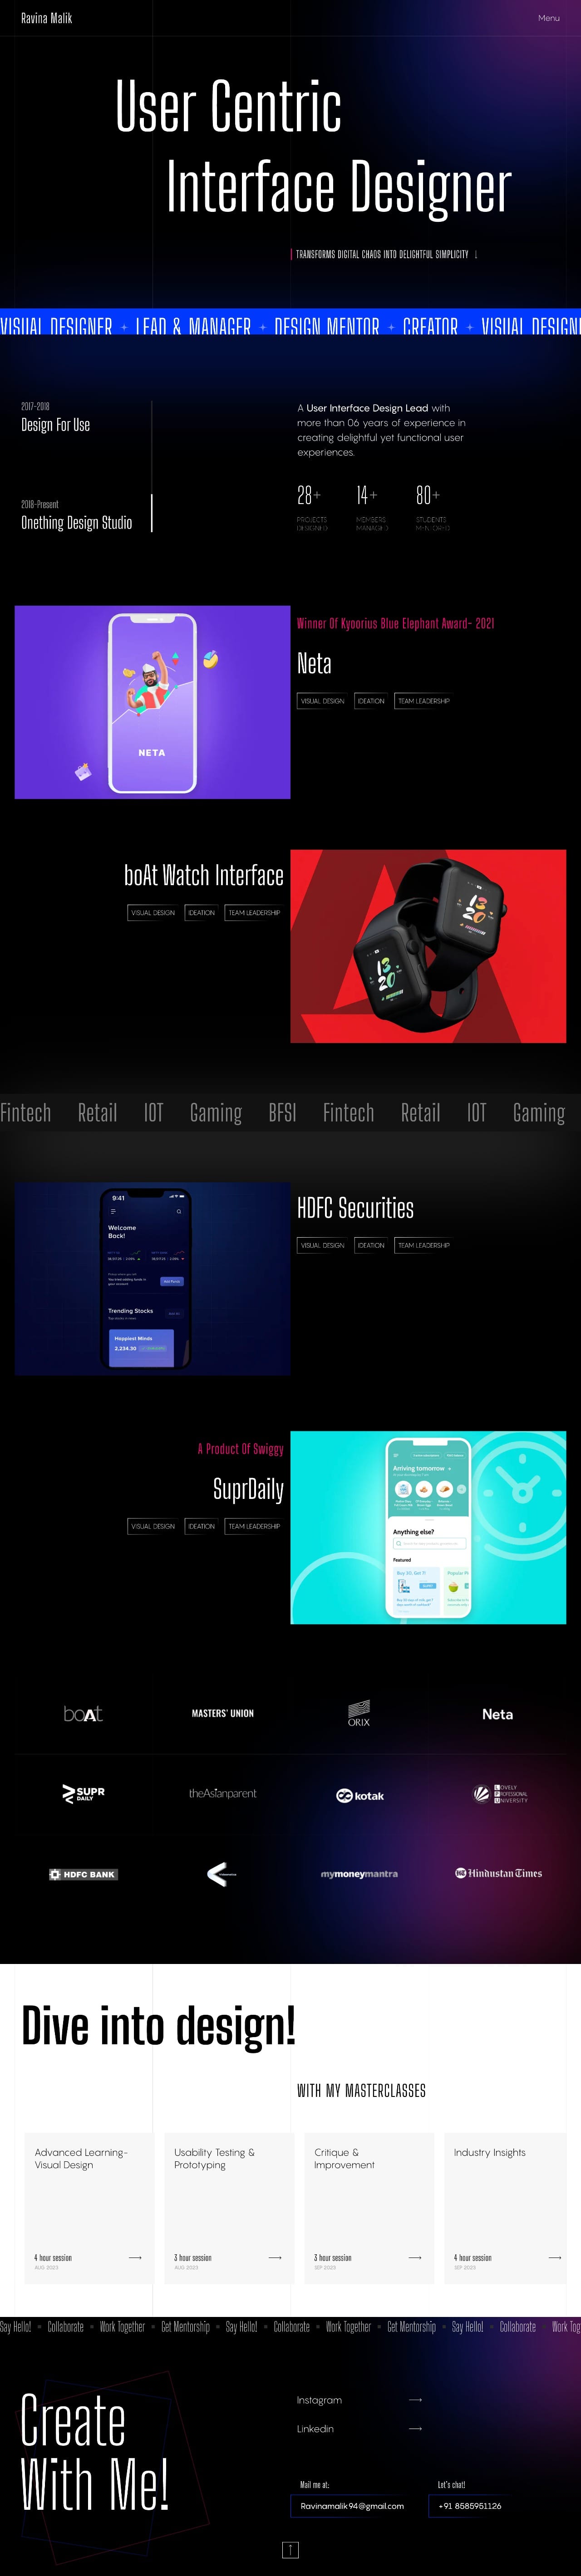 Ravina Malik
Menu
User Centric
Interface Designer
TRANSFORMS DIGITAL CHAOS INTO DELIGHTFUL SIMPLICITY ↓
VISUAL DESIGNER + LEAD & MANAGER + DESIGN MENTOR + CREATOR + VISUAL DESIGN
2017-2018
Design For Use
2018-Present
Onething Design Studio
A User Interface Design Lead with
more than 06 years of experience in
creating delightful yet functional user
experiences.
28+
14+
80+
PROJECTS
DESIGNED
MEMBERS
MANAGED
STUDENTS
MENTORED
NETA
Winner Of Kyoorius Blue Elephant Award- 2021
Neta
VISUAL DESIGN
IDEATION
TEAM LEADERSHIP
boAt Watch Interface
VISUAL DESIGN
IDEATION
TEAM LEADERSHIP
Fintech Retail IOT Gaming BFSI Fintech Retail IOT Gaming
9:41
Welcome
Back!
Trending Stocks
Happiest Minds
2,234.30
HDFC Securities
VISUAL DESIGN
IDEATION
TEAM LEADERSHIP
A Product Of Swiggy
SuprDaily
VISUAL DESIGN
IDEATION
TEAM LEADERSHIP
Arriving tomorrow
Anything else?
Featured
boAt
MASTERS' UNION
ORIX
Neta
SUPR
DAILY
theAsianparent
kotak
LOVELY
PROFESSIONAL
UNIVERSITY
HDFC BANK
mymoneymantra
HT Hindustan Times
Dive into design!
WITH MY MASTERCLASSES
Advanced Learning-
Visual Design
4 hour session
AUG 2023
Usability Testing &
Prototyping
3 hour session
AUG 2023
Critique &
Improvement
3 hour session
SEP 2023
Industry Insights
4 hour session
SEP 2023
Say Hello! Collaborate Work Together Get Mentorship Say Hello! Collaborate Work Together Get Mentorship Say Hello! Collaborate Work Tog
Create
With Me!
Instagram
Linkedin
Mail me at:
Ravinamalik94@gmail.com
Let's chat!
+91 8585951126